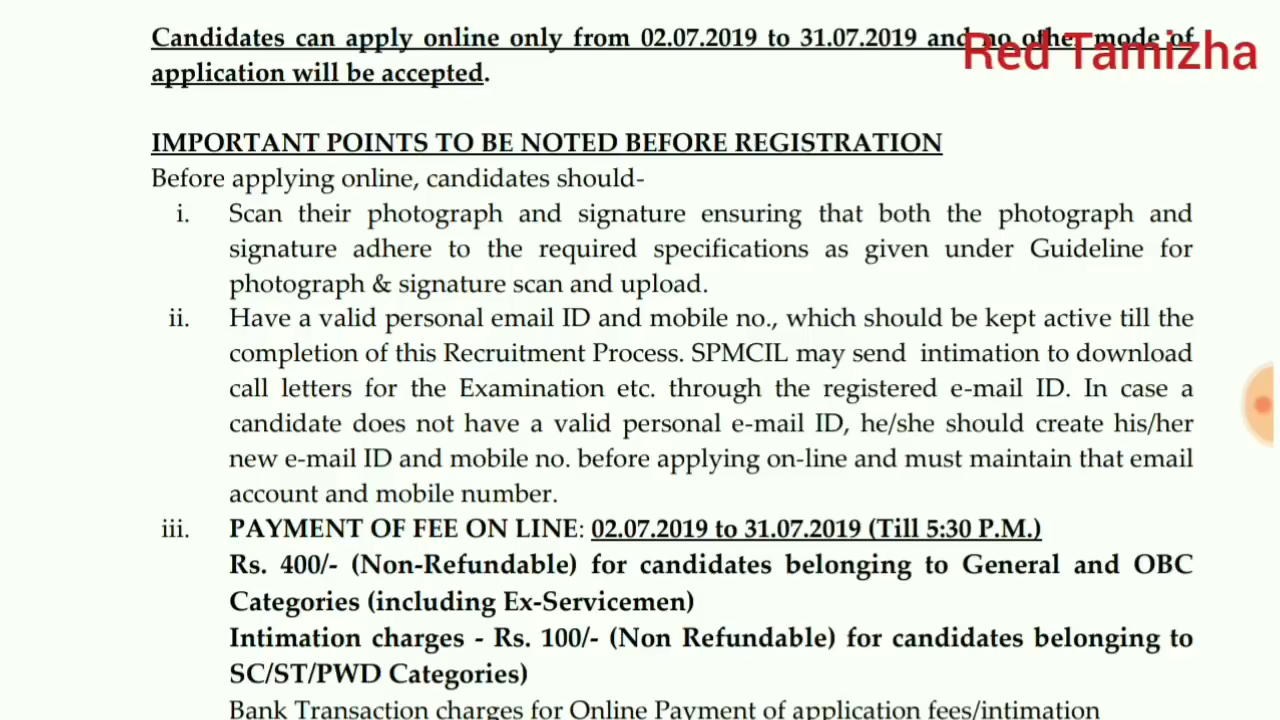 Candidates can apply online only from 02.07.2019 to 31.07.2019 and no other mode of
application will be accepted.
Red Tamizha
IMPORTANT POINTS TO BE NOTED BEFORE REGISTRATION
Before applying online, candidates should-
i. Scan their photograph and signature ensuring that both the photograph and
signature adhere to the required specifications as given under Guideline for
photograph & signature scan and upload.
ii. Have a valid personal email ID and mobile no., which should be kept active till the
completion of this Recruitment Process. SPMCIL may send intimation to download
call letters for the Examination etc. through the registered e-mail ID. In case a
candidate does not have a valid personal e-mail ID, he/she should create his/her
new e-mail ID and mobile no. before applying on-line and must maintain that email
account and mobile number.
iii. PAYMENT OF FEE ON LINE: 02.07.2019 to 31.07.2019 (Till 5:30 P.M.)
Rs. 400/- (Non-Refundable) for candidates belonging to General and OBC
Categories (including Ex-Servicemen)
Intimation charges - Rs. 100/- (Non Refundable) for candidates belonging to
SC/ST/PWD Categories)
Bank Transaction charges for Online Payment of application fees/intimation